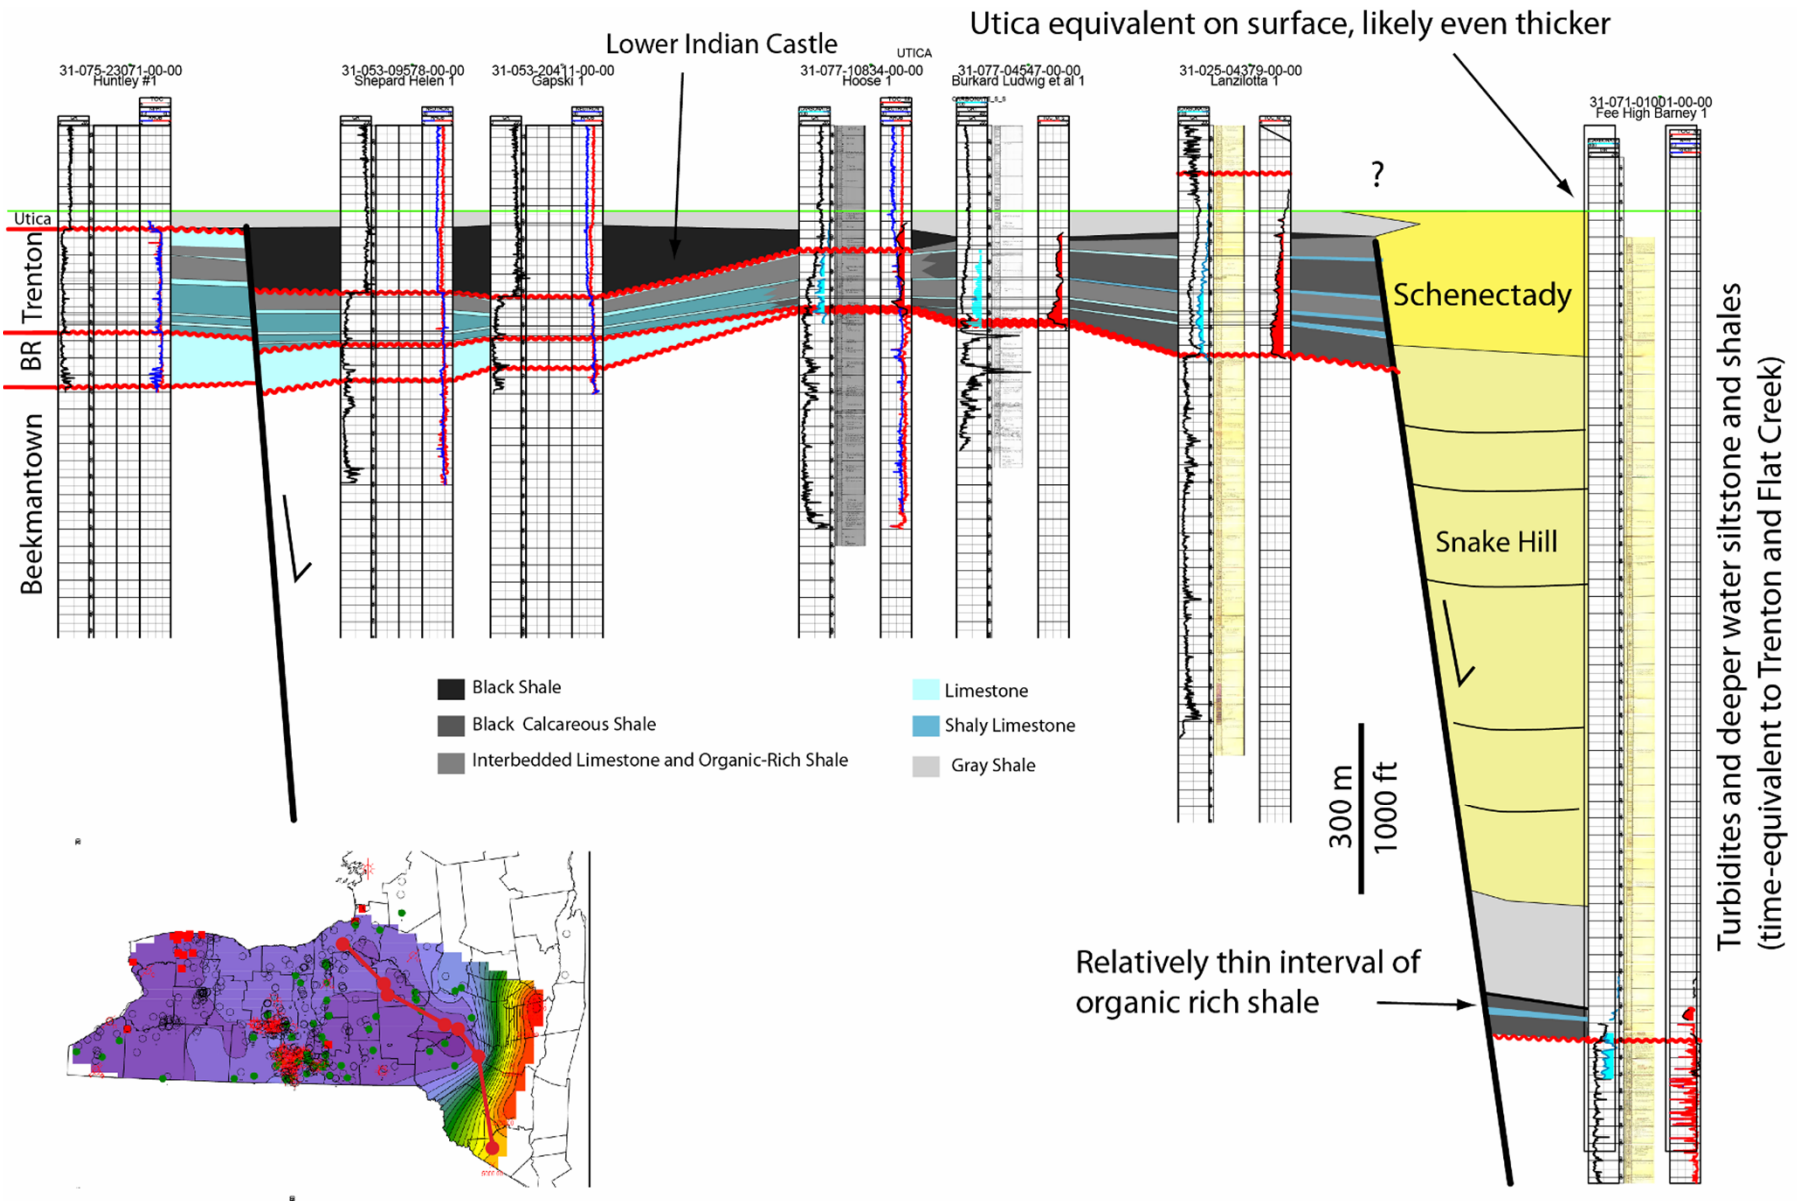 Utica equivalent on surface, likely even thicker
Lower Indian Castle
UTICA
31-075-23071-00-00
Huntley #1
31-053-09578-00-00
Shepard Helen 1
31-053-20411-00-00
Gapski 1
31-077-10834-00-00
Hoose 1
31-077-04547-00-00
Burkard Ludwig et al 1
31-025-04379-00-00
Lanzilotta 1
31-071-01001-00-00
Fee High Barney 1
?
Utica
Trenton
BR
Beekmantown
Schenectady
Snake Hill
Turbidites and deeper water siltstone and shales
(time-equivalent to Trenton and Flat Creek)
Black Shale
Black Calcareous Shale
Interbedded Limestone and Organic-Rich Shale
Limestone
Shaly Limestone
Gray Shale
300 m
1000 ft
Relatively thin interval of
organic rich shale